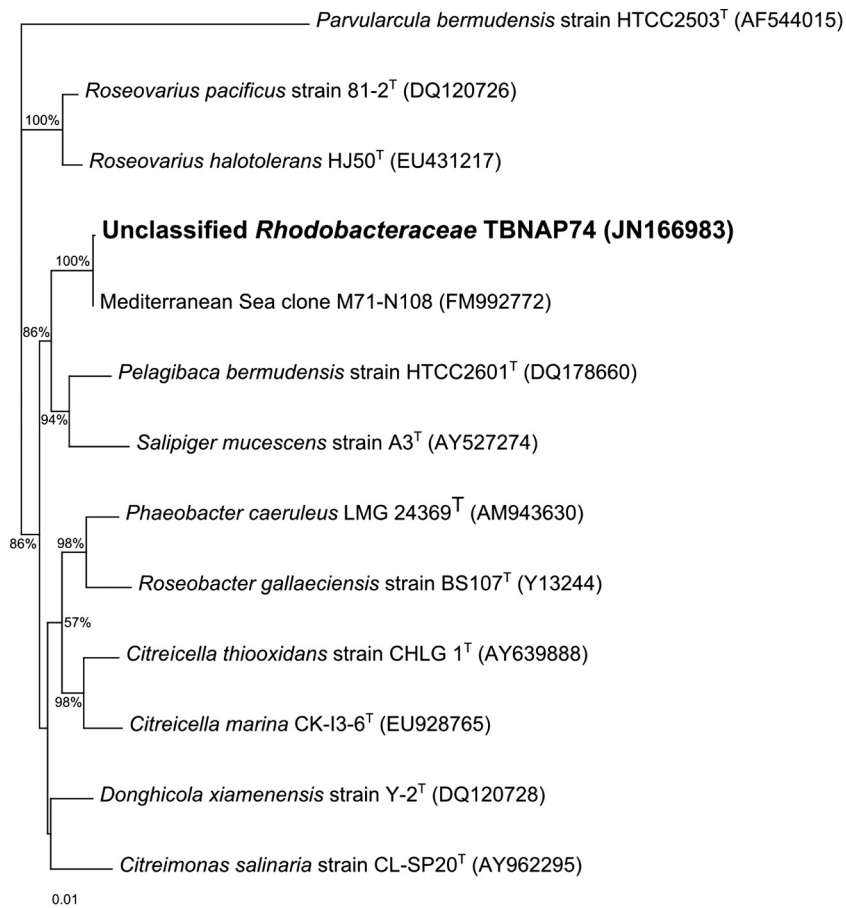 Parvularcula bermudensis strain HTCC2503T (AF544015)
Roseovarius pacificus strain 81-2T (DQ120726)
100%
Roseovarius halotolerans HJ50T (EU431217)
Unclassified Rhodobacteraceae TBNAP74 (JN166983)
100%
Mediterranean Sea clone M71-N108 (FM992772)
86%
Pelagibaca bermudensis strain HTCC2601T (DQ178660)
94%
Salipiger mucescens strain A3T (AY527274)
Phaeobacter caeruleus LMG 24369T (AM943630)
86%
98%
Roseobacter gallaeciensis strain BS107T (Y13244)
57%
Citreicella thiooxidans strain CHLG 1T (AY639888)
98%
Citreicella marina CK-I3-6T (EU928765)
Donghicola xiamenensis strain Y-2T (DQ120728)
Citreimonas salinaria strain CL-SP20T (AY962295)
0.01